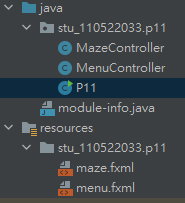 java
stu_110522033.p11
MazeController
MenuController
P11
module-info.java
resources
stu_110522033.p11
maze.fxml
menu.fxml